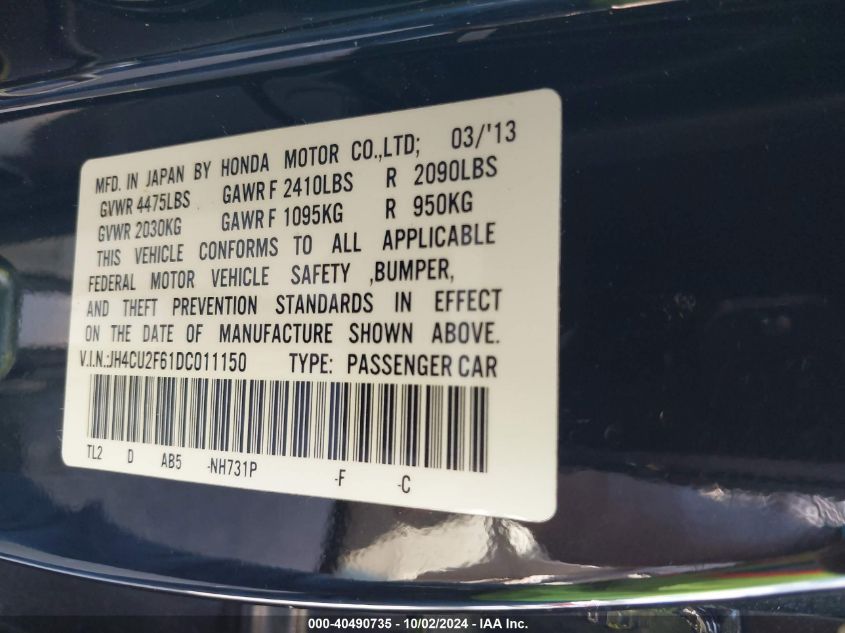 MFD. IN JAPAN BY HONDA MOTOR CO.,LTD; 03/'13
GVWR 4475LBS GAWR F 2410LBS R 2090LBS
GVWR 2030KG GAWR F 1095KG R 950KG
THIS VEHICLE CONFORMS TO ALL APPLICABLE
FEDERAL MOTOR VEHICLE SAFETY ,BUMPER,
AND THEFT PREVENTION STANDARDS IN EFFECT
ON THE DATE OF MANUFACTURE SHOWN ABOVE.
V.I.N.:JH4CU2F61DC011150 TYPE: PASSENGER CAR
TL2 D AB5 -NH731P -F -C
000-40490735 - 10/02/2024 - IAA Inc.